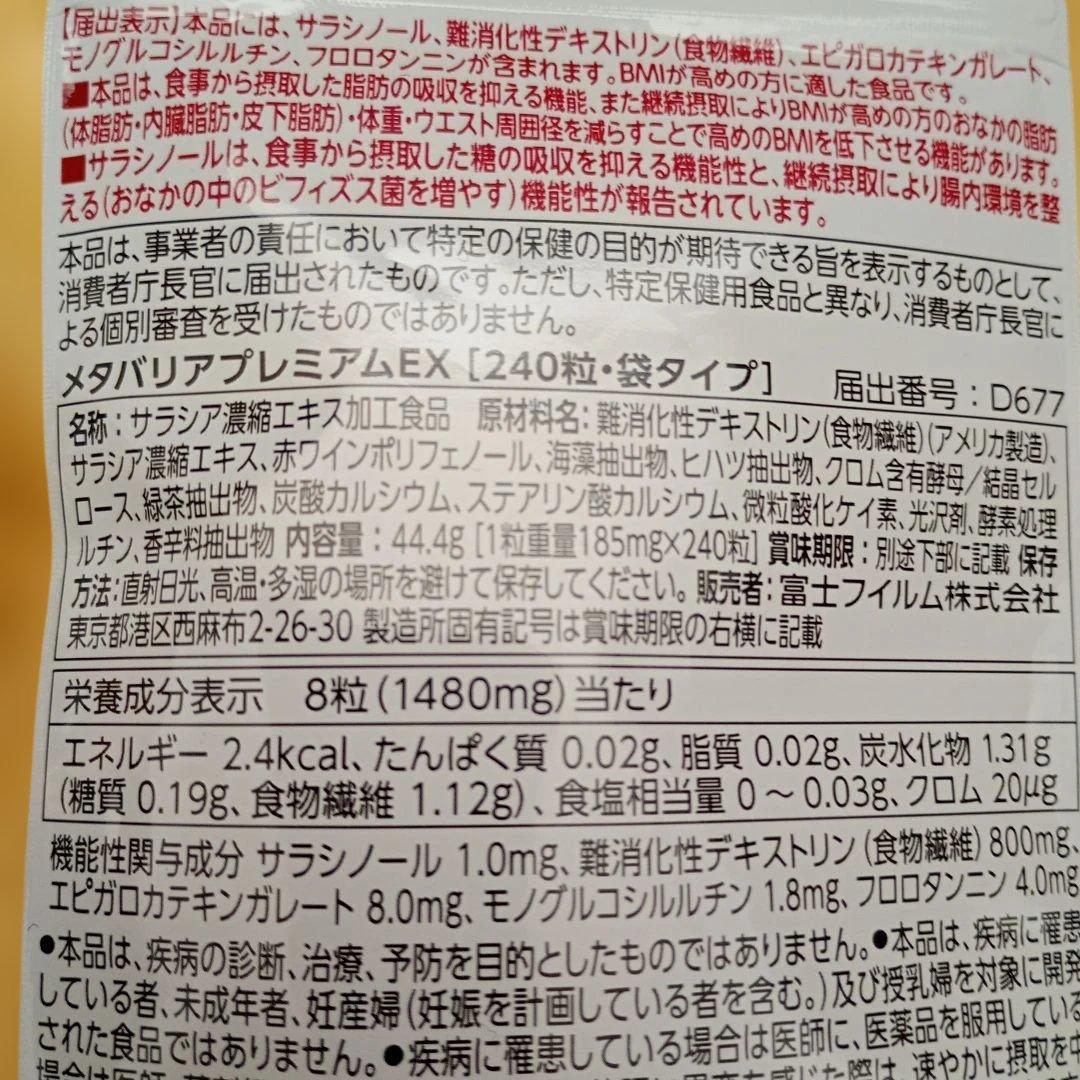 【届出表示】本品には、サラシノール、難消化性デキストリン(食物繊維)、エピガロカテキンガレート、
モノグルコシルルチン、フロロタンニンが含まれます。BMIが高めの方に適した食品です。
■本品は、食事から摂取した脂肪の吸収を抑える機能、また継続摂取によりBMIが高めの方のおなかの脂肪
(体脂肪・内臓脂肪・皮下脂肪)・体重・ウエスト周囲径を減らすことで高めのBMIを低下させる機能があります。
■サラシノールは、食事から摂取した糖の吸収を抑える機能性と、継続摂取により腸内環境を整
える(おなかの中のビフィズス菌を増やす)機能性が報告されています。
本品は、事業者の責任において特定の保健の目的が期待できる旨を表示するものとして、
消費者庁長官に届出されたものです。ただし、特定保健用食品と異なり、消費者庁長官に
よる個別審査を受けたものではありません。
メタバリアプレミアムEX [240粒・袋タイプ] 届出番号:D677
名称:サラシア濃縮エキス加工食品 原材料名:難消化性デキストリン(食物繊維)(アメリカ製造)、
サラシア濃縮エキス、赤ワインポリフェノール、海藻抽出物、ヒハツ抽出物、クロム含有酵母/結晶セル
ロース、緑茶抽出物、炭酸カルシウム、ステアリン酸カルシウム、微粒酸化ケイ素、光沢剤、酵素処理
ルチン、香辛料抽出物 内容量:44.4g [1粒重量185mg×240粒] 賞味期限:別途下部に記載 保存
方法:直射日光、高温・多湿の場所を避けて保存してください。 販売者:富士フイルム株式会社
東京都港区西麻布2-26-30 製造所固有記号は賞味期限の右横に記載
栄養成分表示 8粒(1480mg)当たり
エネルギー 2.4kcal、たんぱく質 0.02g、脂質 0.02g、炭水化物 1.31g
(糖質 0.19g、食物繊維 1.12g)、食塩相当量 0～0.03g、クロム 20μg
機能性関与成分 サラシノール 1.0mg、難消化性デキストリン(食物繊維) 800mg、
エピガロカテキンガレート 8.0mg、モノグルコシルルチン 1.8mg、フロロタンニン 4.0mg
●本品は、疾病の診断、治療、予防を目的としたものではありません。●本品は、疾病に罹患
している者、未成年者、妊産婦(妊娠を計画している者を含む。)及び授乳婦を対象に開発
された食品ではありません。●疾病に罹患している場合は医師に、医薬品を服用している
場合は医師、
速やかに摂取を中